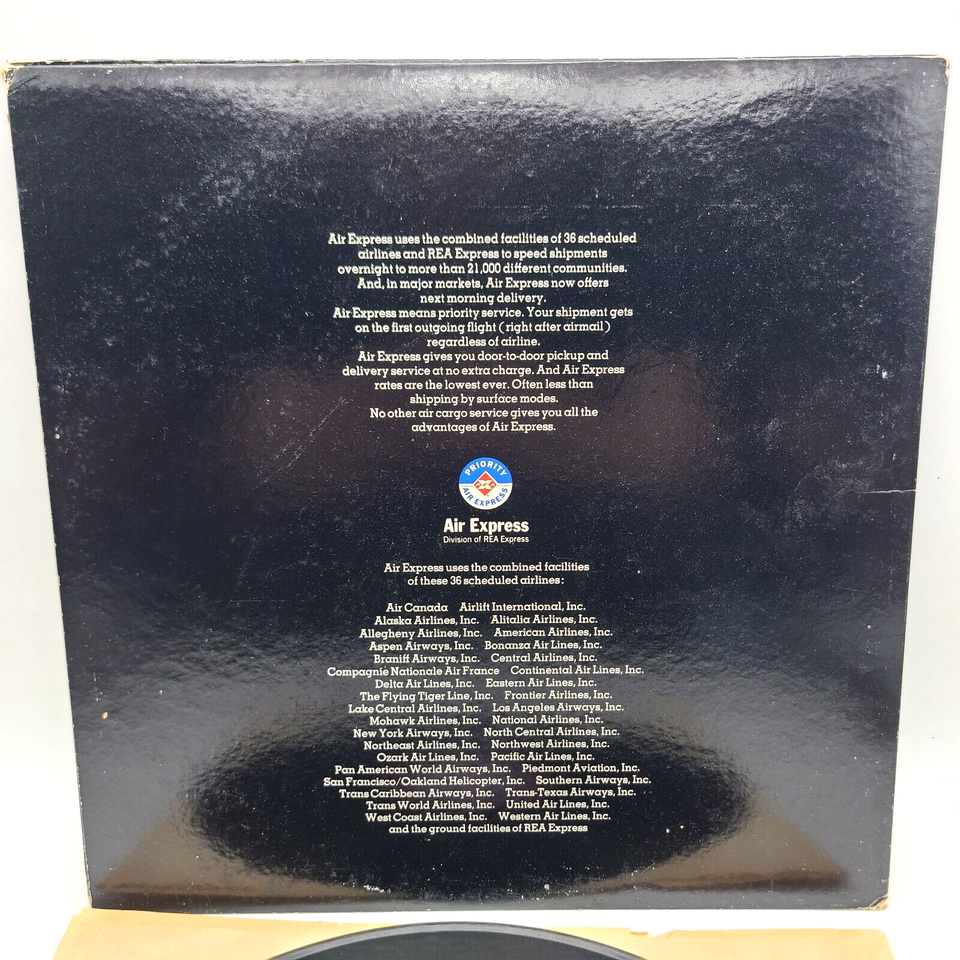 Air Express uses the combined facilities of 36 scheduled
airlines and REA Express to speed shipments
overnight to more than 21,000 different communities.
And, in major markets, Air Express now offers
next morning delivery.
Air Express means priority service. Your shipment gets
on the first outgoing flight (right after airmail)
regardless of airline.
Air Express gives you door-to-door pickup and
delivery service at no extra charge. And Air Express
rates are the lowest ever. Often less than
shipping by surface modes.
No other air cargo service gives you all the
advantages of Air Express.
PRIORITY
AIR EXPRESS
Air Express
Division of REA Express
Air Express uses the combined facilities
of these 36 scheduled airlines:
Air Canada Airlift International, Inc.
Alaska Airlines, Inc. Alitalia Airlines, Inc.
Allegheny Airlines, Inc. American Airlines, Inc.
Aspen Airways, Inc. Bonanza Air Lines, Inc.
Braniff Airways, Inc. Central Airlines, Inc.
Compagnie Nationale Air France Continental Air Lines, Inc.
Delta Air Lines, Inc. Eastern Air Lines, Inc.
The Flying Tiger Line, Inc. Frontier Airlines, Inc.
Lake Central Airlines, Inc. Los Angeles Airways, Inc.
Mohawk Airlines, Inc. National Airlines, Inc.
New York Airways, Inc. North Central Airlines, Inc.
Northeast Airlines, Inc. Northwest Airlines, Inc.
Ozark Air Lines, Inc. Pacific Air Lines, Inc.
Pan American World Airways, Inc. Piedmont Aviation, Inc.
San Francisco/Oakland Helicopter, Inc. Southern Airways, Inc.
Trans Caribbean Airways, Inc. Trans-Texas Airways, Inc.
Trans World Airlines, Inc. United Air Lines, Inc.
West Coast Airlines, Inc. Western Air Lines, Inc.
and the ground facilities of REA Express